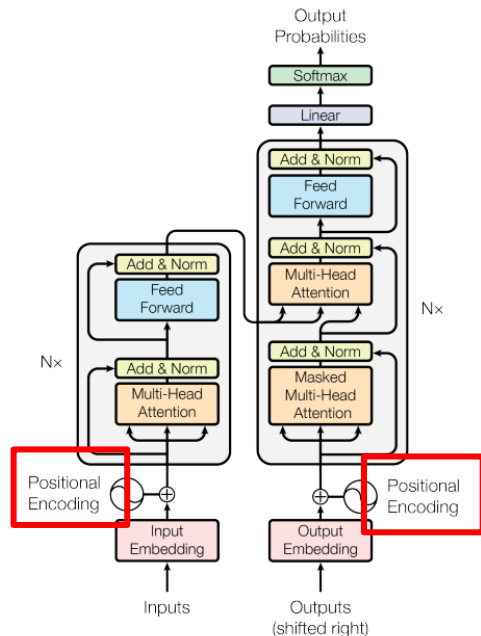 Output
Probabilities
Softmax
Linear
Add & Norm
Feed
Forward
Add & Norm
Multi-Head
Attention
Add & Norm
Feed
Forward
N×
N×
Add & Norm
Multi-Head
Attention
Add & Norm
Masked
Multi-Head
Attention
Positional
Encoding
Positional
Encoding
Input
Embedding
Output
Embedding
Inputs
Outputs
(shifted right)